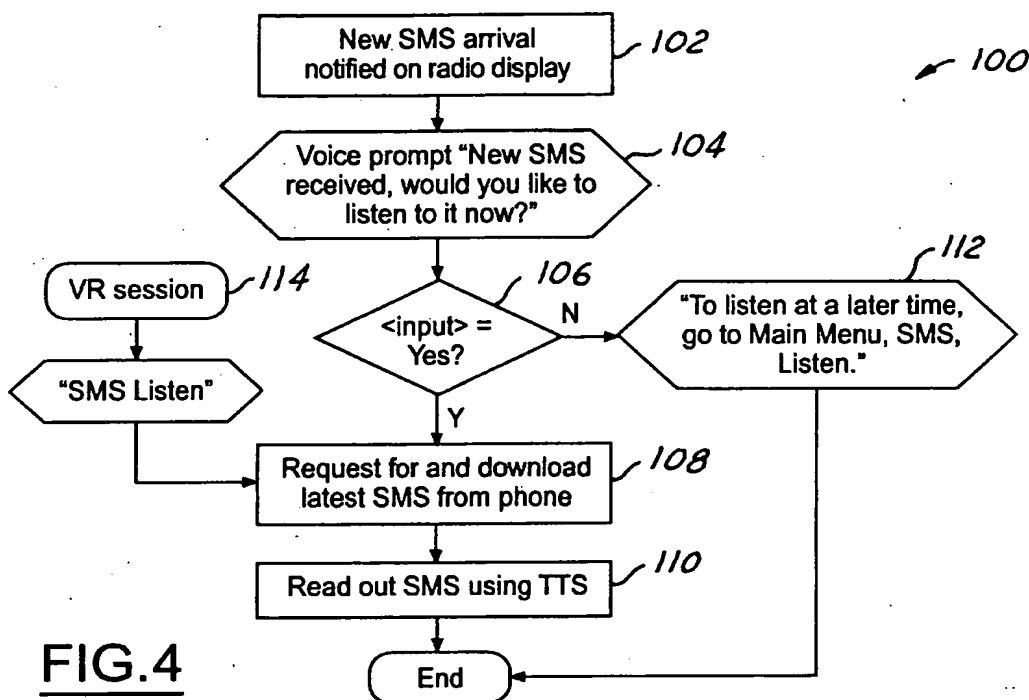 New SMS arrival
notified on radio display
102
100
Voice prompt “New SMS
received, would you like to
listen to it now?”
104
VR session
114
<input> =
Yes?
106
N
Y
112
“To listen at a later time,
go to Main Menu, SMS,
Listen.”
“SMS Listen”
Request for and download
latest SMS from phone
108
Read out SMS using TTS
110
End
FIG.4